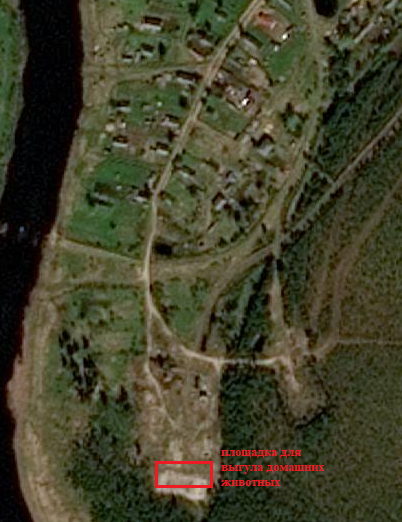 площадка для
выгула домашних
животных